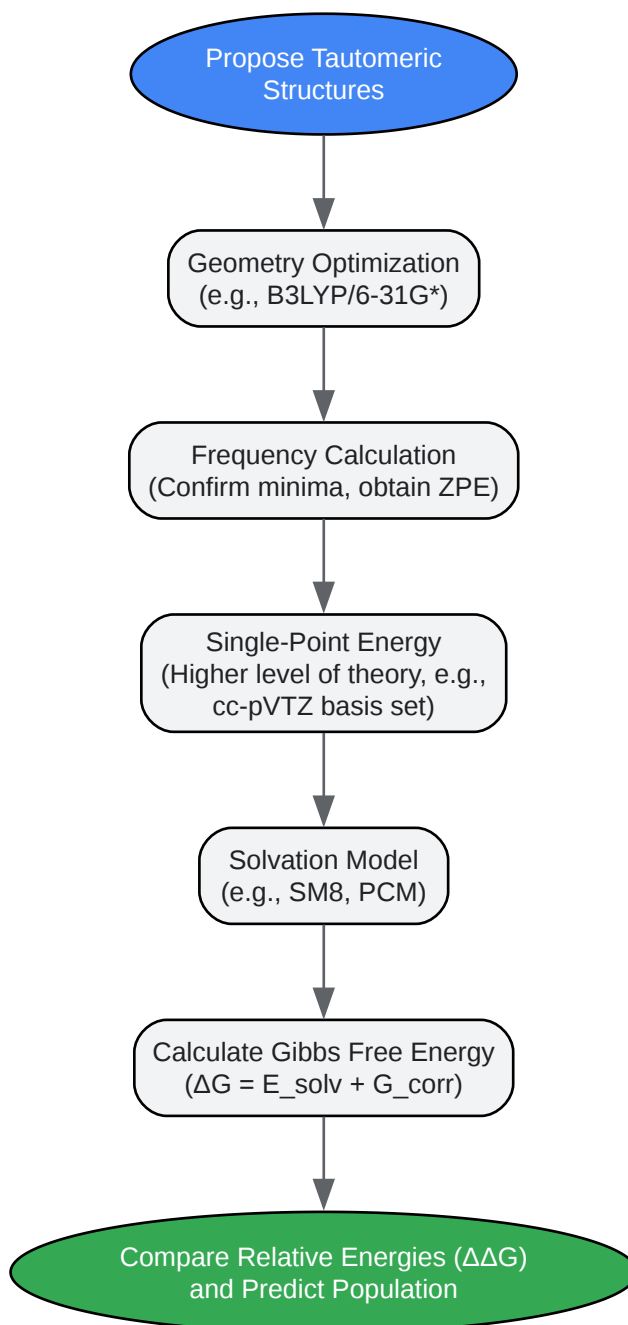 Propose Tautomeric
Structures
Geometry Optimization
(e.g., B3LYP/6-31G*)
Frequency Calculation
(Confirm minima, obtain ZPE)
Single-Point Energy
(Higher level of theory, e.g.,
cc-pVTZ basis set)
Solvation Model
(e.g., SM8, PCM)
Calculate Gibbs Free Energy
(ΔG = E_solv + G_corr)
Compare Relative Energies (ΔΔG)
and Predict Population